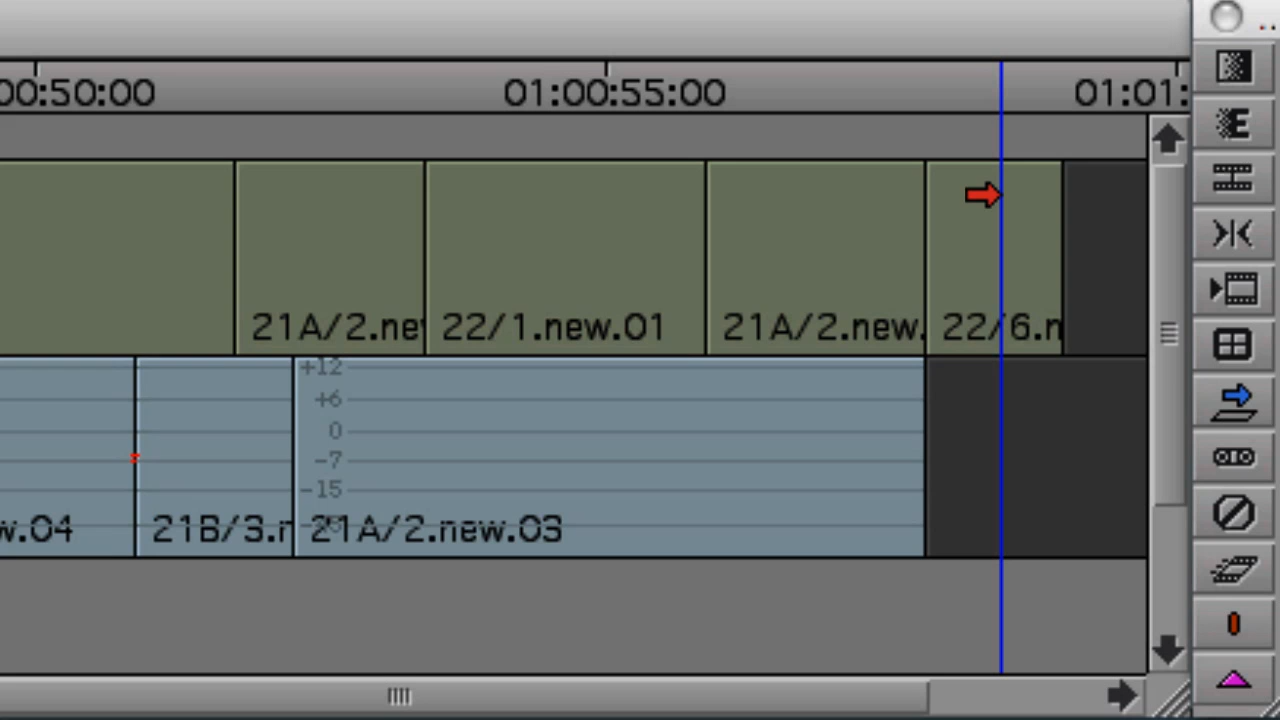 00:50:00 01:00:55:00 01:01:
21A/2.new 22/1.new.01 21A/2.new. 22/6.n
+12
+6
0
-7
-15
w.04 21B/3.n 21A/2.new.03